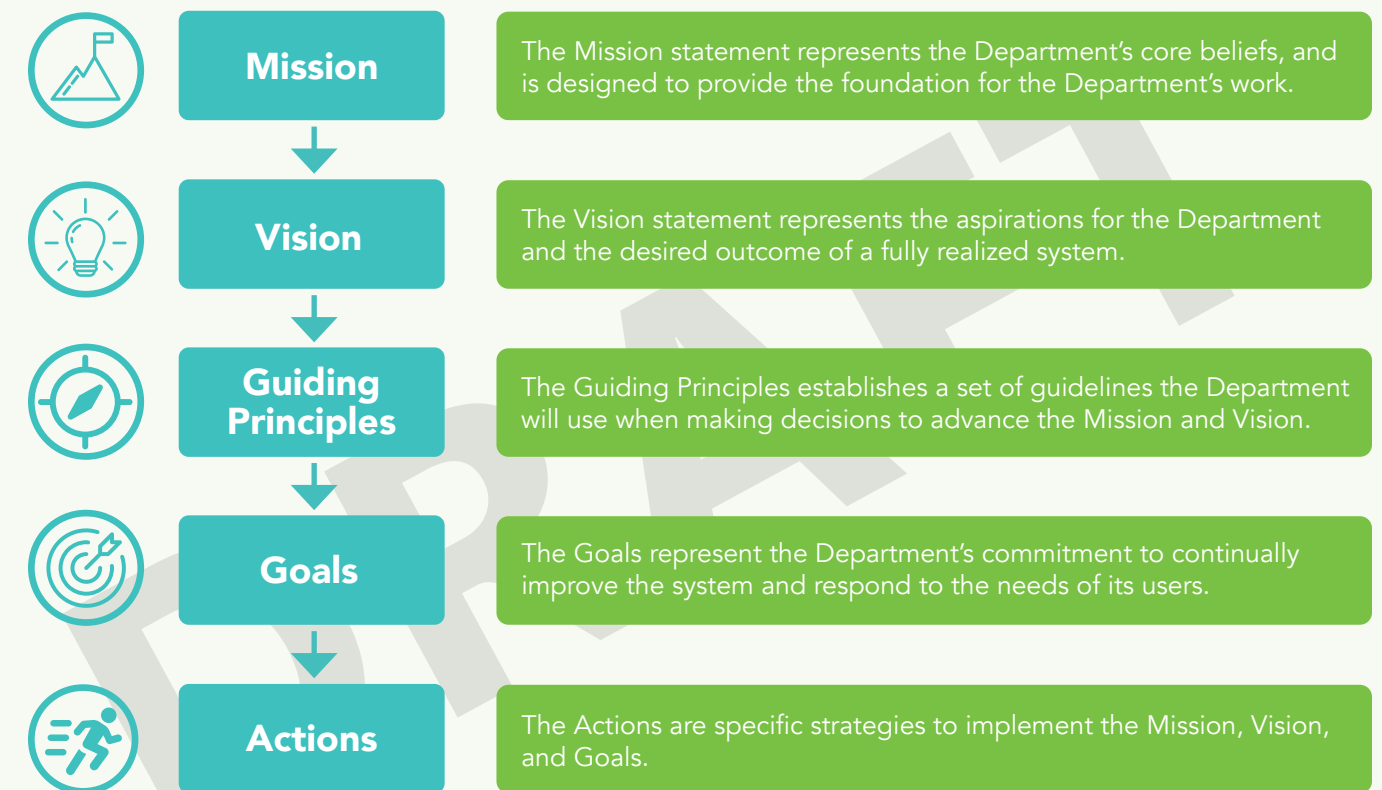 Mission
The Mission statement represents the Department's core beliefs, and
is designed to provide the foundation for the Department's work.
Vision
The Vision statement represents the aspirations for the Department
and the desired outcome of a fully realized system.
Guiding
Principles
The Guiding Principles establishes a set of guidelines the Department
will use when making decisions to advance the Mission and Vision.
Goals
The Goals represent the Department's commitment to continually
improve the system and respond to the needs of its users.
Actions
The Actions are specific strategies to implement the Mission, Vision,
and Goals.
DRAFT